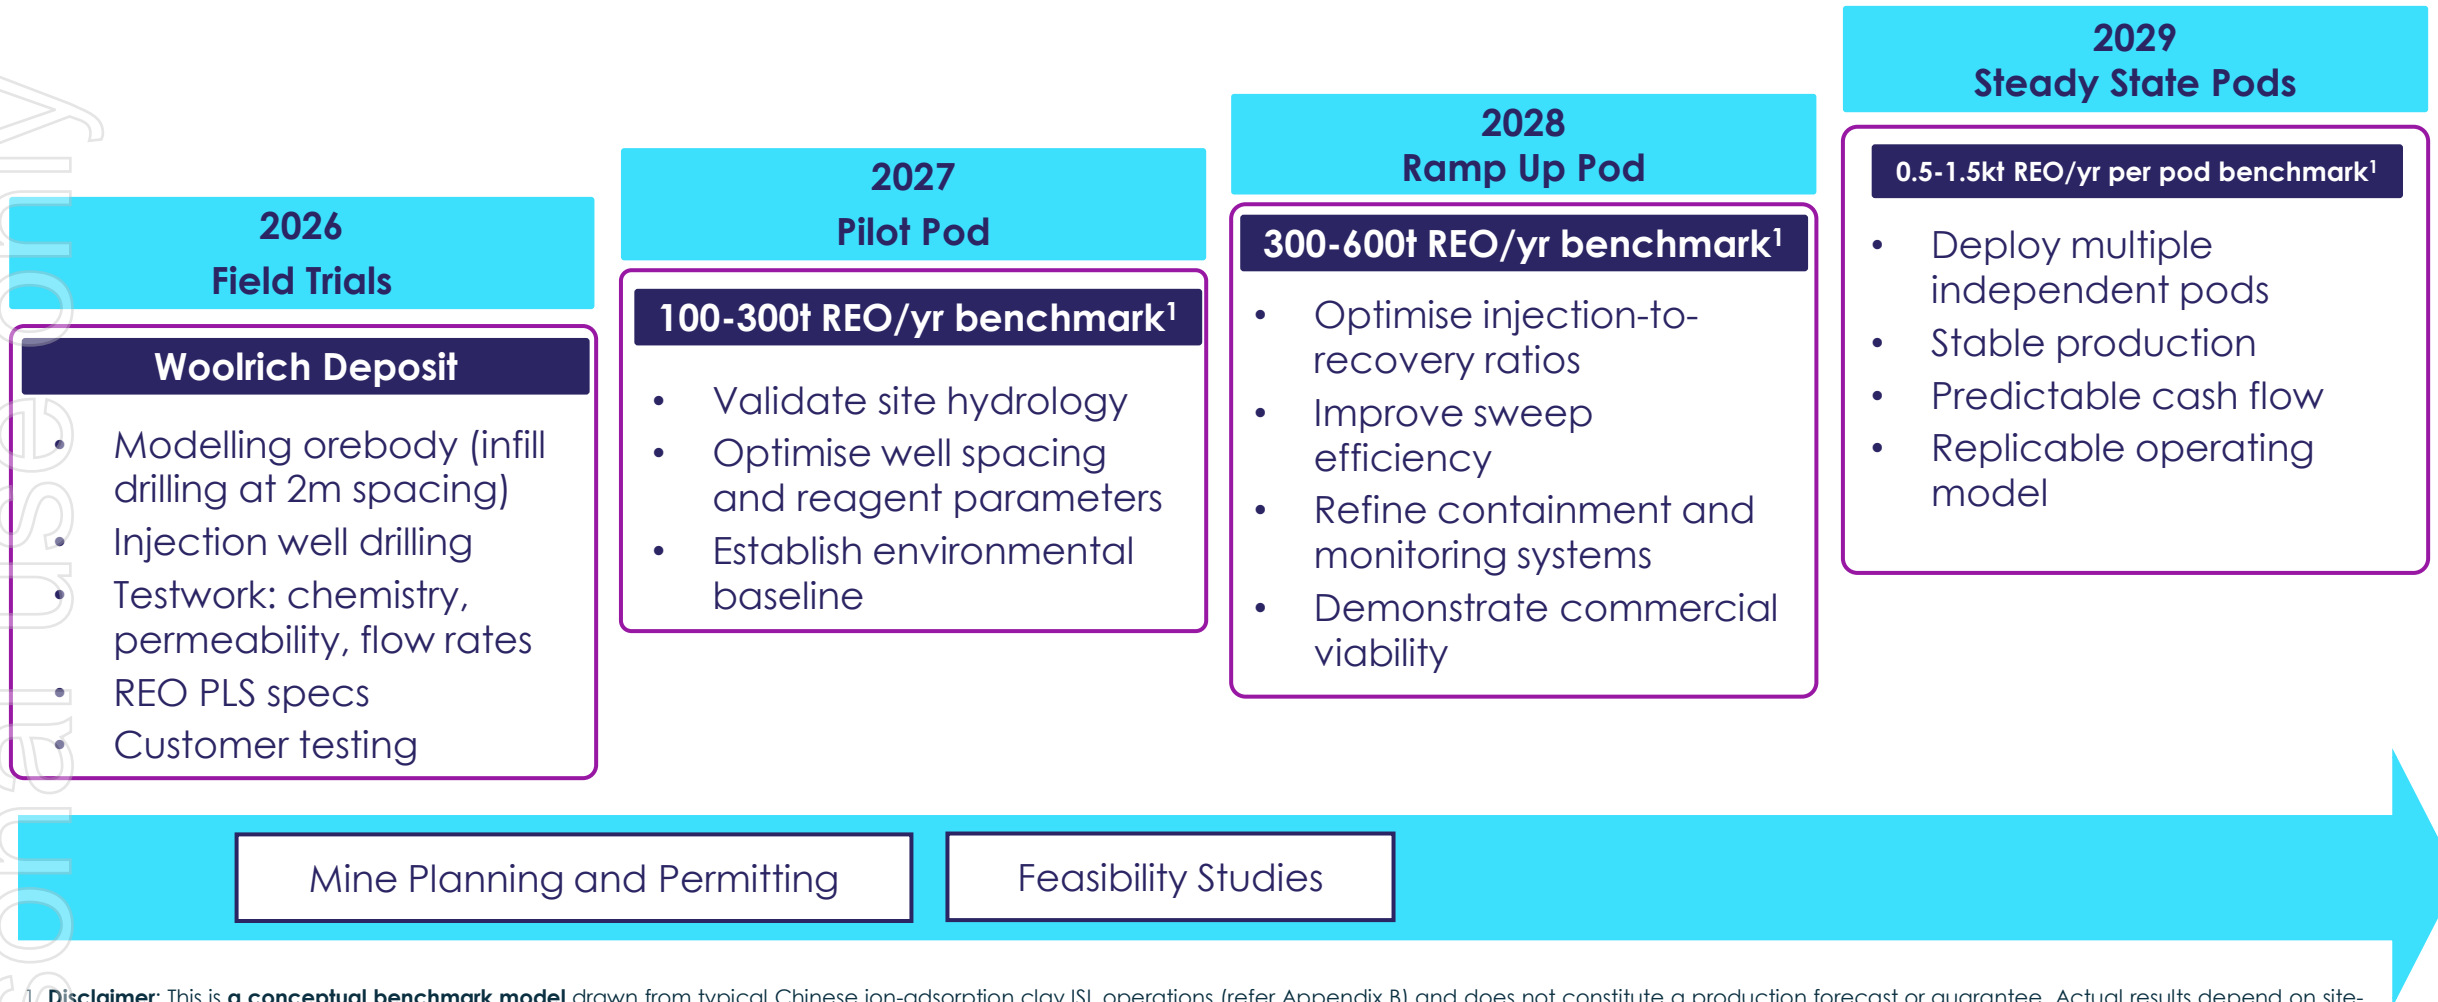 2026
Field Trials
Woolrich Deposit
• Modelling orebody (infill
drilling at 2m spacing)
• Injection well drilling
• Testwork: chemistry,
permeability, flow rates
• REO PLS specs
• Customer testing
2027
Pilot Pod
100-300t REO/yr benchmark¹
• Validate site hydrology
• Optimise well spacing
and reagent parameters
• Establish environmental
baseline
2028
Ramp Up Pod
300-600t REO/yr benchmark¹
• Optimise injection-to-
recovery ratios
• Improve sweep
efficiency
• Refine containment and
monitoring systems
• Demonstrate commercial
viability
2029
Steady State Pods
0.5-1.5kt REO/yr per pod benchmark¹
• Deploy multiple
independent pods
• Stable production
• Predictable cash flow
• Replicable operating
model
Mine Planning and Permitting
Feasibility Studies
¹ Disclaimer: This is a conceptual benchmark model drawn from typical Chinese ion-adsorption clay ISL operations (refer Appendix B) and does not constitute a production forecast or guarantee. Actual results depend on site-
sonal use only